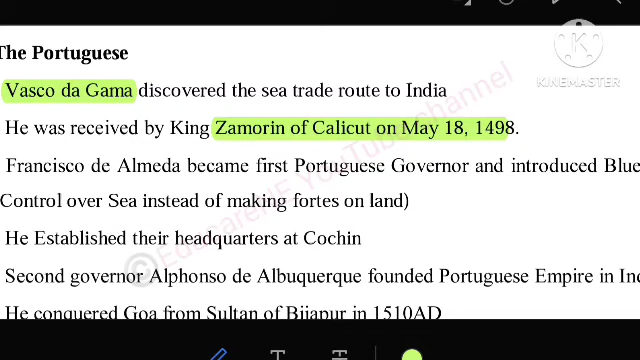 The Portuguese
KINEMASTER
Vasco da Gama discovered the sea trade route to India
He was received by King Zamorin of Calicut on May 18, 1498.
Francisco de Almeda became first Portuguese Governor and introduced Blue
Control over Sea instead of making fortes on land)
He Established their headquarters at Cochin
Second governor Alphonso de Albuquerque founded Portuguese Empire in Ind
He conquered Goa from Sultan of Bijapur in 1510AD
©EducareNE YouTube channel